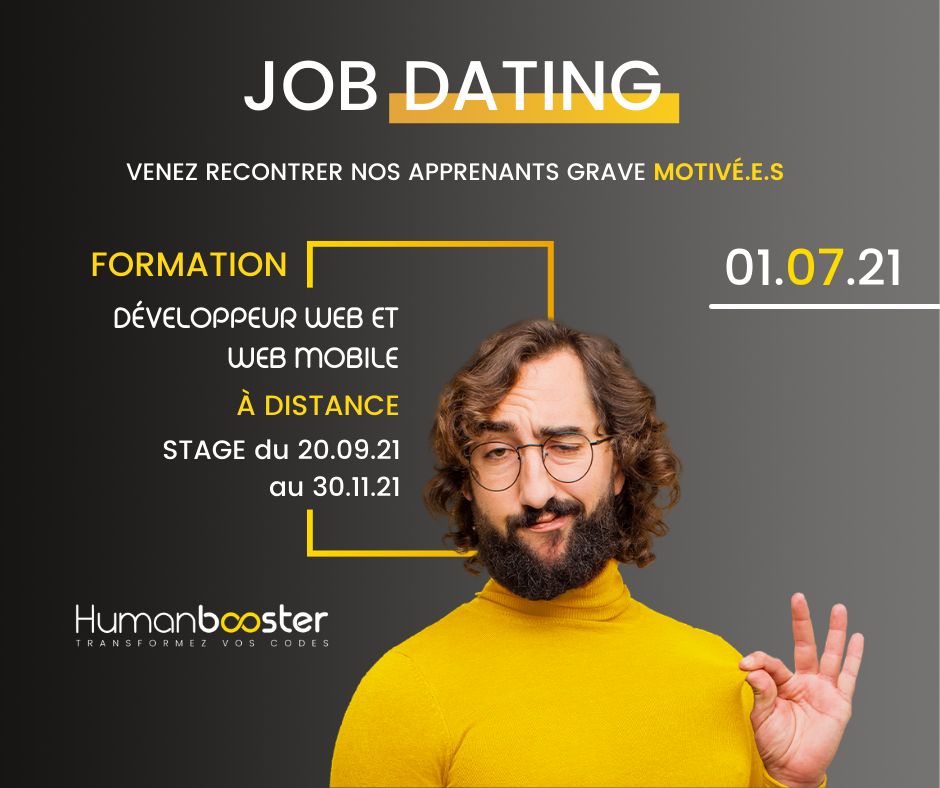 JOB DATING
VENEZ RECONTRER NOS APPRENANTS GRAVE MOTIVÉ.E.S
FORMATION
01.07.21
DÉVELOPPEUR WEB ET
WEB MOBILE
À DISTANCE
STAGE du 20.09.21
au 30.11.21
Humanbooster
TRANSFORMEZ VOS CODES